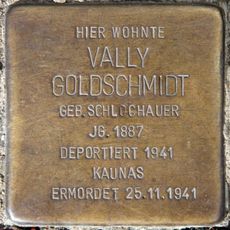 HIER WOHNTE
VALLY
GOLDSCHMIDT
GEB. SCHLOCHAUER
JG. 1887
DEPORTIERT 1941
KAUNAS
ERMORDET 25.11.1941